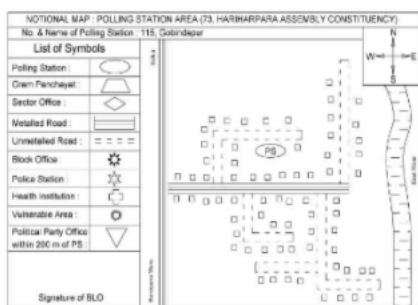 NOTIONAL MAP : POLLING STATION AREA (73, HARIHARPARA ASSEMBLY CONSTITUENCY)
No. & Name of Polling Station : 115, Gobindapur
List of Symbols
Polling Station :
Gram Panchayat :
Sector Office :
Metalled Road :
Unmetalled Road :
Block Office :
Police Station :
Health Institution :
Vulnerable Area :
Political Party Office
within 200 m of PS :
Signature of BLO
N
W
E
S
PS